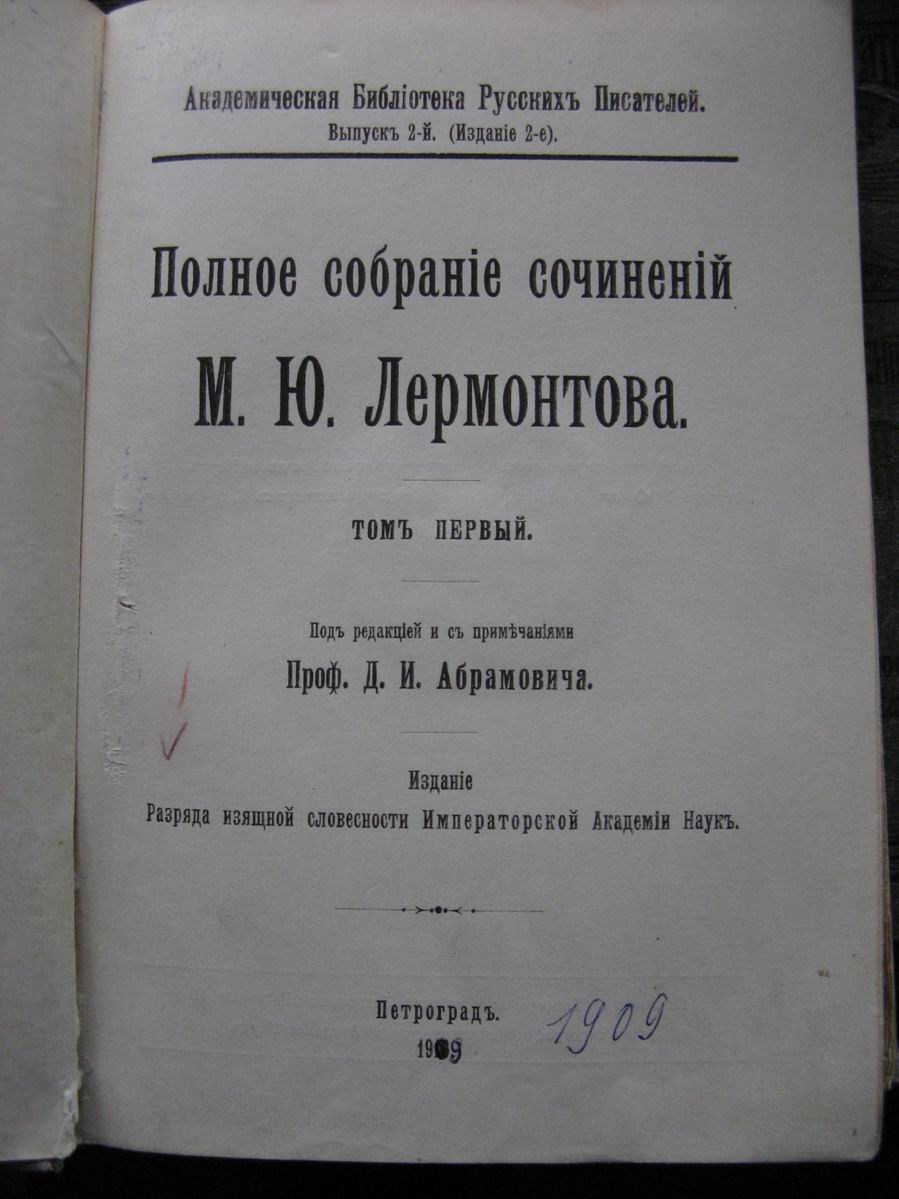 Академическая Библіотека Русскихъ Писателей.
Выпускъ 2-й. (Изданіе 2-е).
Полное собраніе сочиненій
М. Ю. Лермонтова.
ТОМЪ ПЕРВЫЙ.
Подъ редакціей и съ примѣчаніями
Проф. Д. И. Абрамовича.
Изданіе
Разряда изящной словесности Императорской Академіи Наукъ.
Петроградъ.
1909
1909